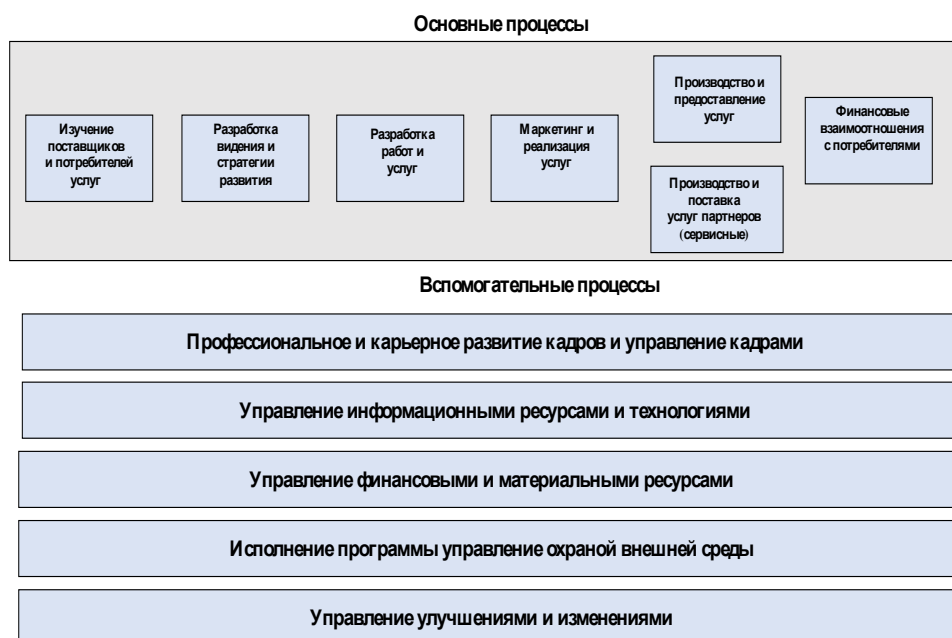 Основные процессы
Изучение
поставщиков
и потребителей
услуг
Разработка
видения и
стратегии
развития
Разработка
работ и
услуг
Маркетинг и
реализация
услуг
Производство и
предоставление
услуг
Производство и
поставка
услуг партнеров
(сервисные)
Финансовые
взаимоотношения
с потребителями
Вспомогательные процессы
Профессиональное и карьерное развитие кадров и управление кадрами
Управление информационными ресурсами и технологиями
Управление финансовыми и материальными ресурсами
Исполнение программы управление охраной внешней среды
Управление улучшениями и изменениями